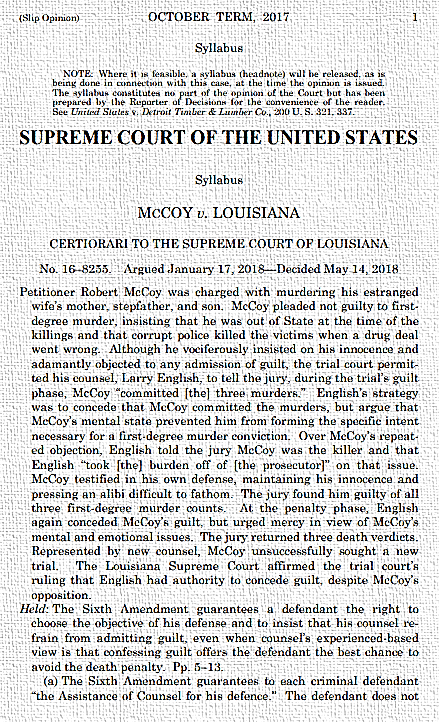 (Slip Opinion) OCTOBER TERM, 2017 1
Syllabus
NOTE: Where it is feasible, a syllabus (headnote) will be released, as is
being done in connection with this case, at the time the opinion is issued.
The syllabus constitutes no part of the opinion of the Court but has been
prepared by the Reporter of Decisions for the convenience of the reader.
See United States v. Detroit Timber & Lumber Co., 200 U. S. 321, 337.
SUPREME COURT OF THE UNITED STATES
Syllabus
MCCOY v. LOUISIANA
CERTIORARI TO THE SUPREME COURT OF LOUISIANA
No. 16–8255. Argued January 17, 2018—Decided May 14, 2018
Petitioner Robert McCoy was charged with murdering his estranged
wife's mother, stepfather, and son. McCoy pleaded not guilty to first-
degree murder, insisting that he was out of State at the time of the
killings and that corrupt police killed the victims when a drug deal
went wrong. Although he vociferously insisted on his innocence and
adamantly objected to any admission of guilt, the trial court permit-
ted his counsel, Larry English, to tell the jury, during the trial's guilt
phase, McCoy "committed [the] three murders." English's strategy
was to concede that McCoy committed the murders, but argue that
McCoy's mental state prevented him from forming the specific intent
necessary for a first-degree murder conviction. Over McCoy's repeat-
ed objection, English told the jury McCoy was the killer and that
English "took [the] burden off of [the prosecutor]" on that issue.
McCoy testified in his own defense, maintaining his innocence and
pressing an alibi difficult to fathom. The jury found him guilty of all
three first-degree murder counts. At the penalty phase, English
again conceded McCoy's guilt, but urged mercy in view of McCoy's
mental and emotional issues. The jury returned three death verdicts.
Represented by new counsel, McCoy unsuccessfully sought a new
trial. The Louisiana Supreme Court affirmed the trial court's
ruling that English had authority to concede guilt, despite McCoy's
opposition.
Held: The Sixth Amendment guarantees a defendant the right to
choose the objective of his defense and to insist that his counsel re-
frain from admitting guilt, even when counsel's experienced-based
view is that confessing guilt offers the defendant the best chance to
avoid the death penalty. Pp. 5–13.
(a) The Sixth Amendment guarantees to each criminal defendant
"the Assistance of Counsel for his defence." The defendant does not